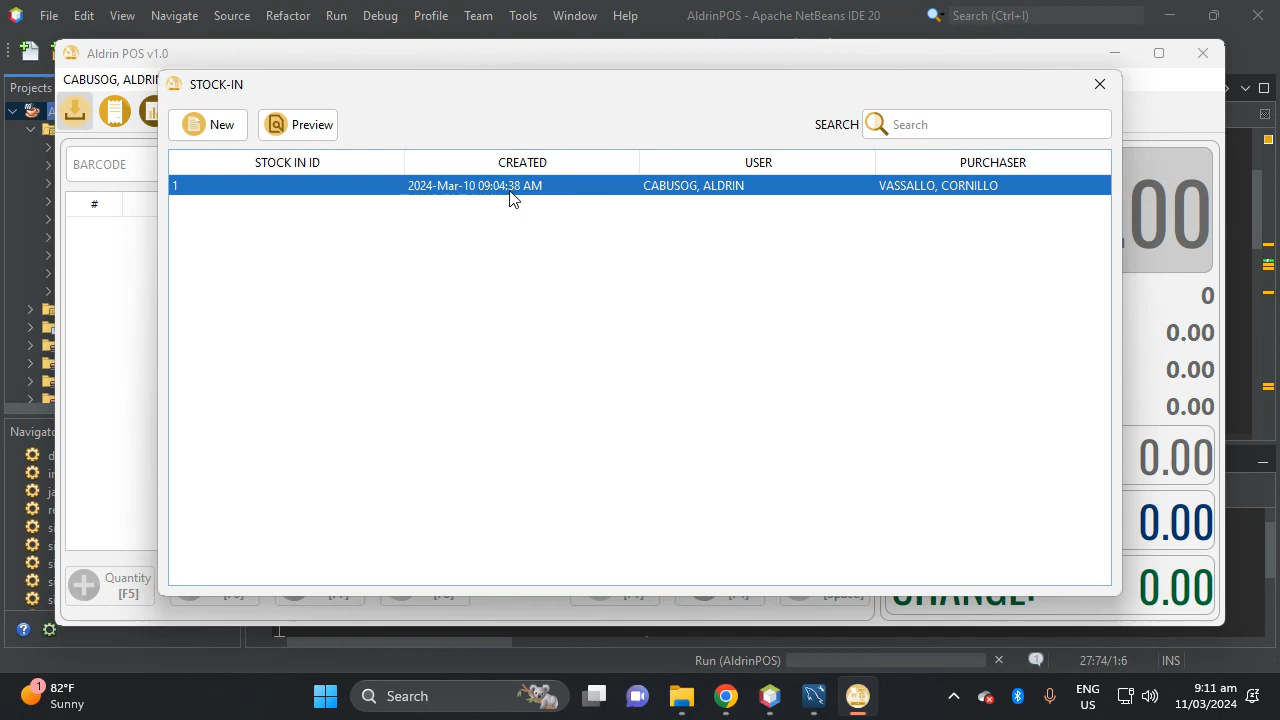 File Edit View Navigate Source Refactor Run Debug Profile Team Tools Window Help AldrinPOS - Apache NetBeans IDE 20 Search (Ctrl+I)
Aldrin POS v1.0
Projects CABUSOG, ALDRIN STOCK-IN
New Preview SEARCH Search
BARCODE STOCK IN ID CREATED USER PURCHASER
1 2024-Mar-10 09:04:38 AM CABUSOG, ALDRIN VASSALLO, CORNILLO
# .00
0
0.00
0.00
0.00
Navigator
0.00
0.00
Quantity
[F5]
CHANGE: 0.00
Run (AldrinPOS) 27:74/1:6 INS
82°F
Sunny
1
Search
ENG
US
9:11 am
11/03/2024